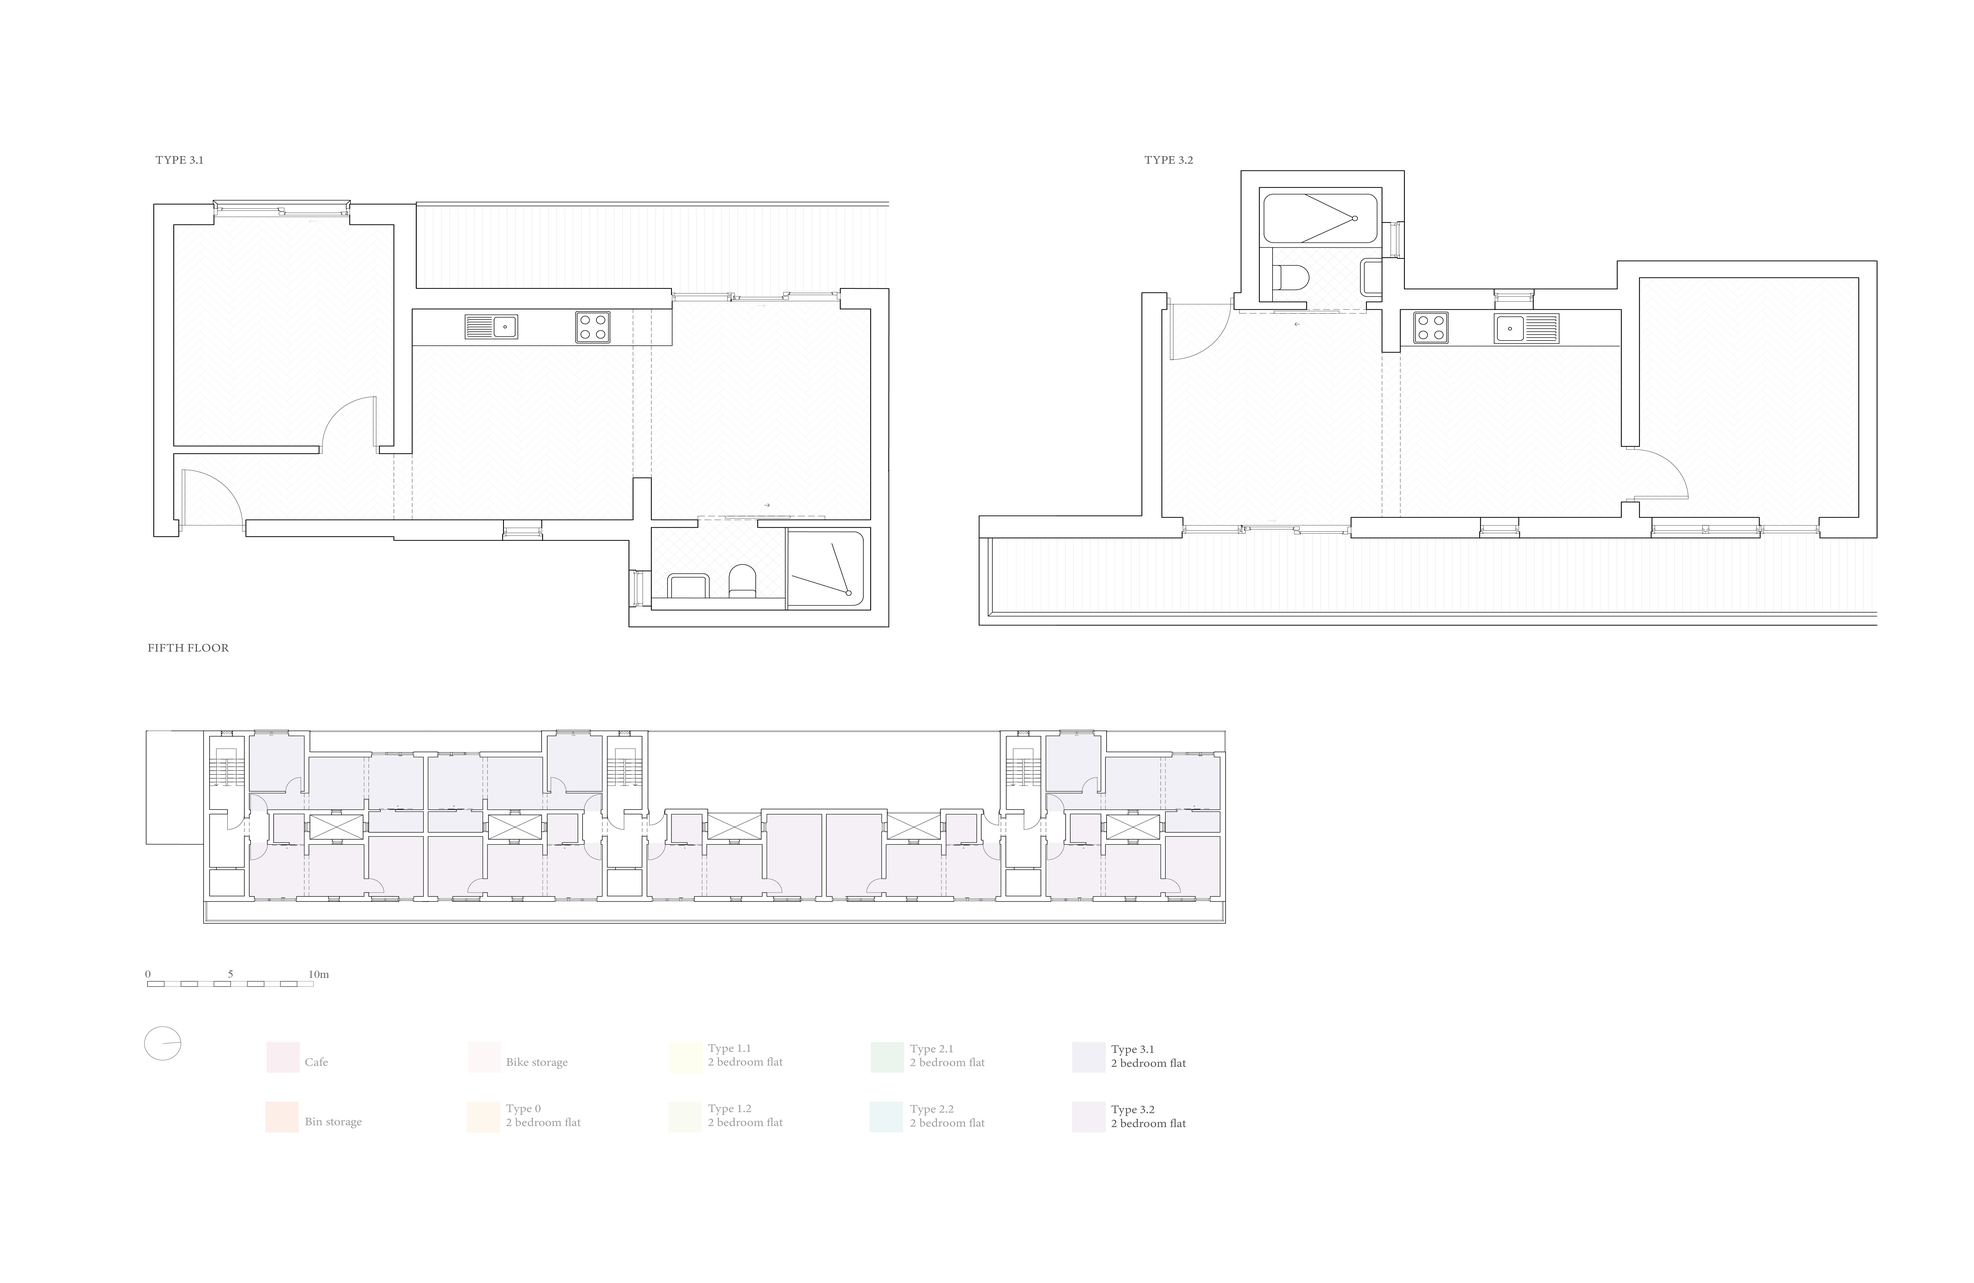 TYPE 3.1
TYPE 3.2
FIFTH FLOOR
0 5 10m
Cafe
Bike storage
Type 1.1
2 bedroom flat
Type 2.1
2 bedroom flat
Type 3.1
2 bedroom flat
Bin storage
Type 0
2 bedroom flat
Type 1.2
2 bedroom flat
Type 2.2
2 bedroom flat
Type 3.2
2 bedroom flat